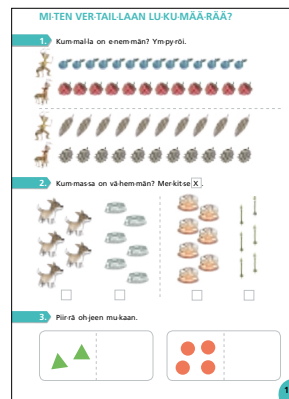 MI-TEN VER-TAIL-LAAN LU-KU-MÄÄ-RÄÄ?
1. Kum-mal-la on e-nem-män? Ym-py-röi.
2. Kum-mas-sa on vä-hem-män? Mer-kit-se X.
3. Piir-rä oh-jeen mu-kaan.
1